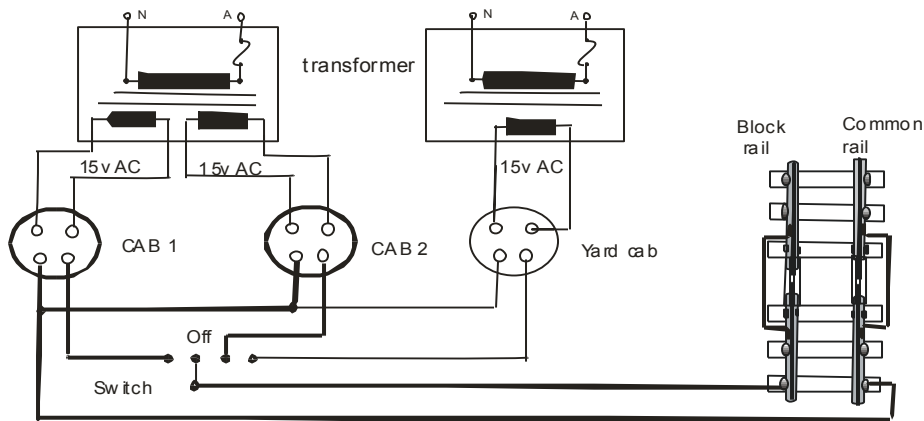 N
A
N
A
transformer
Block
rail
Common
rail
15v AC
15v AC
15v AC
CAB 1
CAB 2
Yard cab
Off
Switch